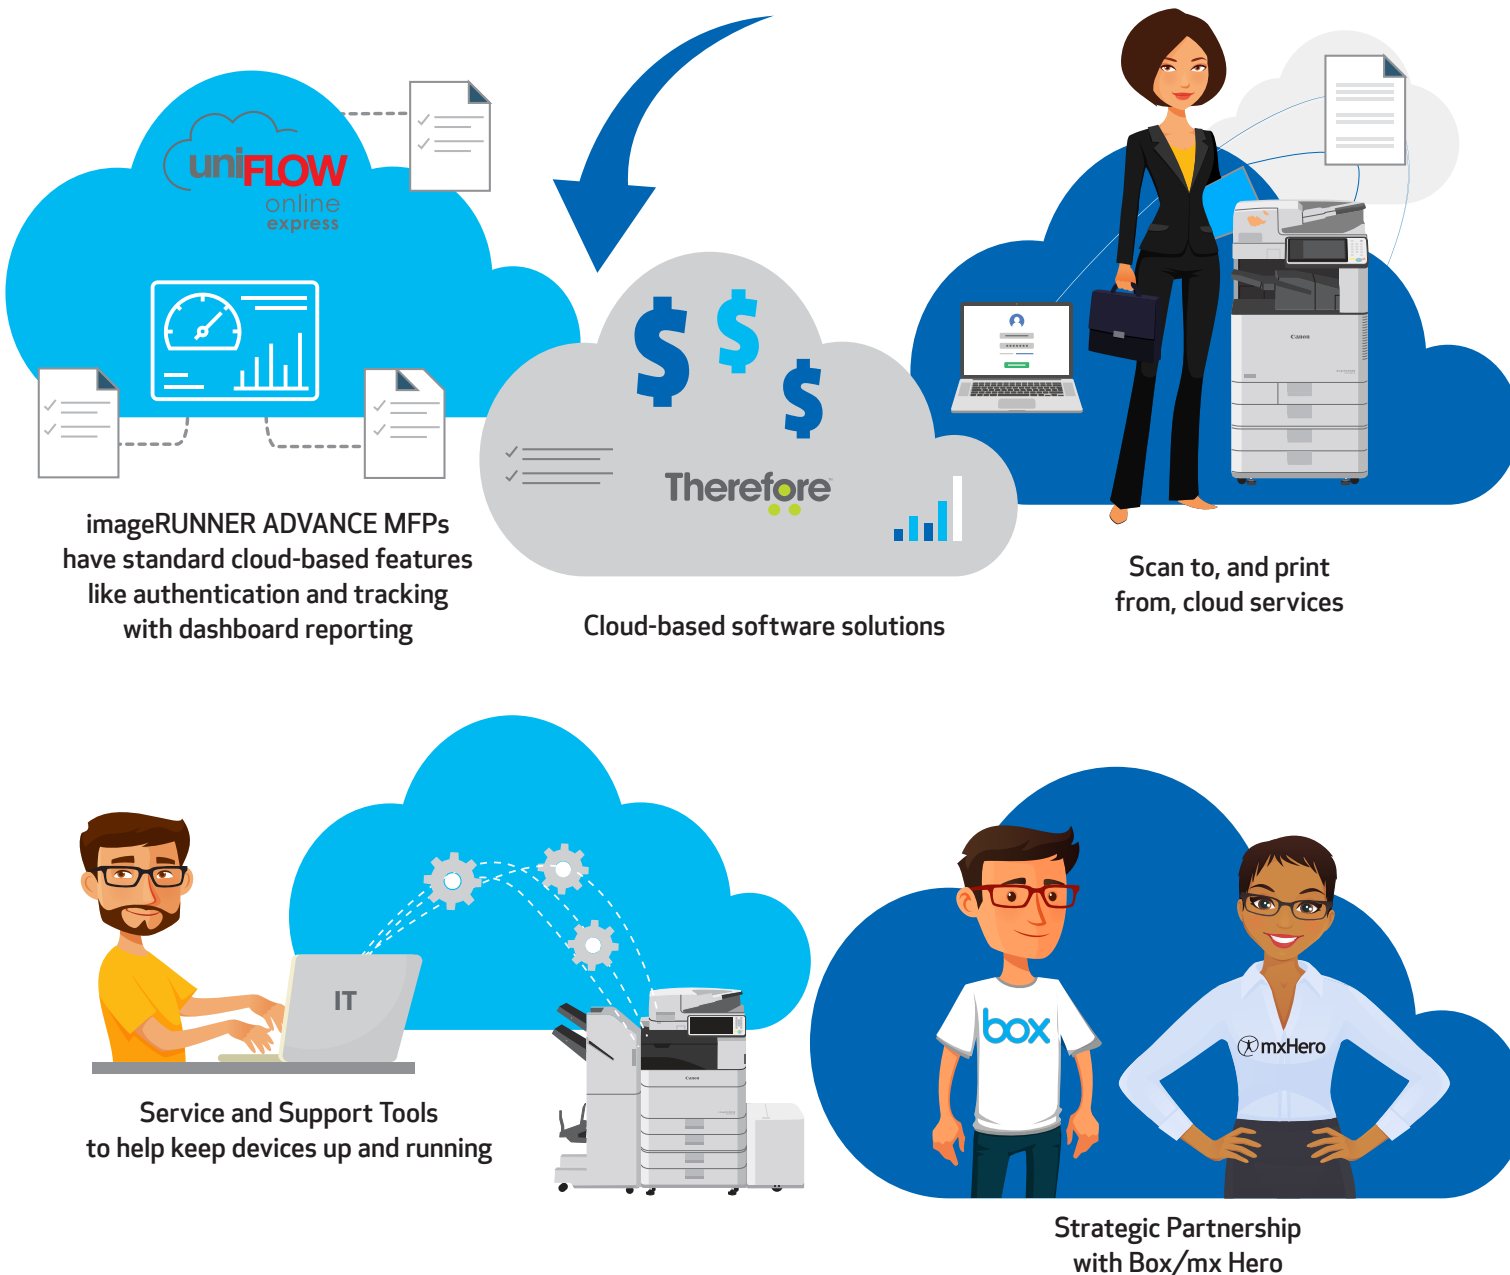 uniFLOW
online
express
imageRUNNER ADVANCE MFPs
have standard cloud-based features
like authentication and tracking
with dashboard reporting
$ $ $
Therefore
Cloud-based software solutions
Canon
Scan to, and print
from, cloud services
IT
Canon
Service and Support Tools
to help keep devices up and running
box
mxHero
Strategic Partnership
with Box/mx Hero